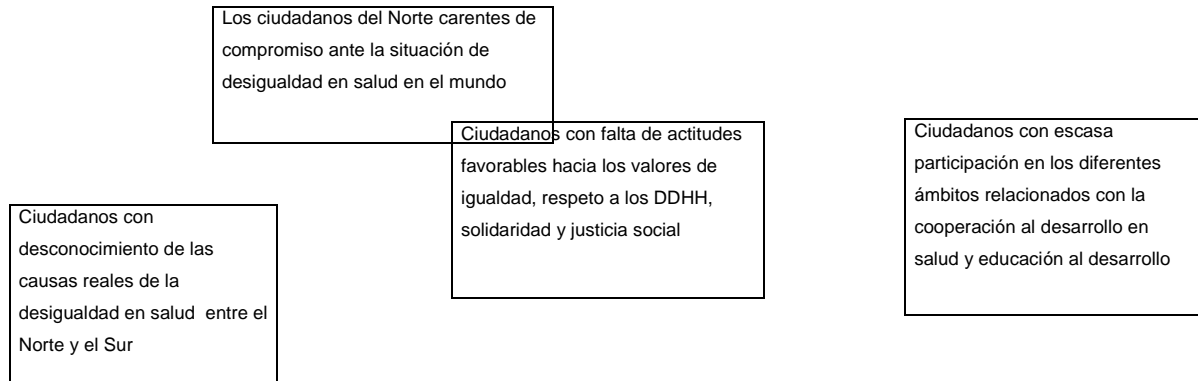 Los ciudadanos del Norte carentes de
compromiso ante la situación de
desigualdad en salud en el mundo
Ciudadanos con falta de actitudes
favorables hacia los valores de
igualdad, respeto a los DDHH,
solidaridad y justicia social
Ciudadanos con escasa
participación en los diferentes
ámbitos relacionados con la
cooperación al desarrollo en
salud y educación al desarrollo
Ciudadanos con
desconocimiento de las
causas reales de la
desigualdad en salud  entre el
Norte y el Sur